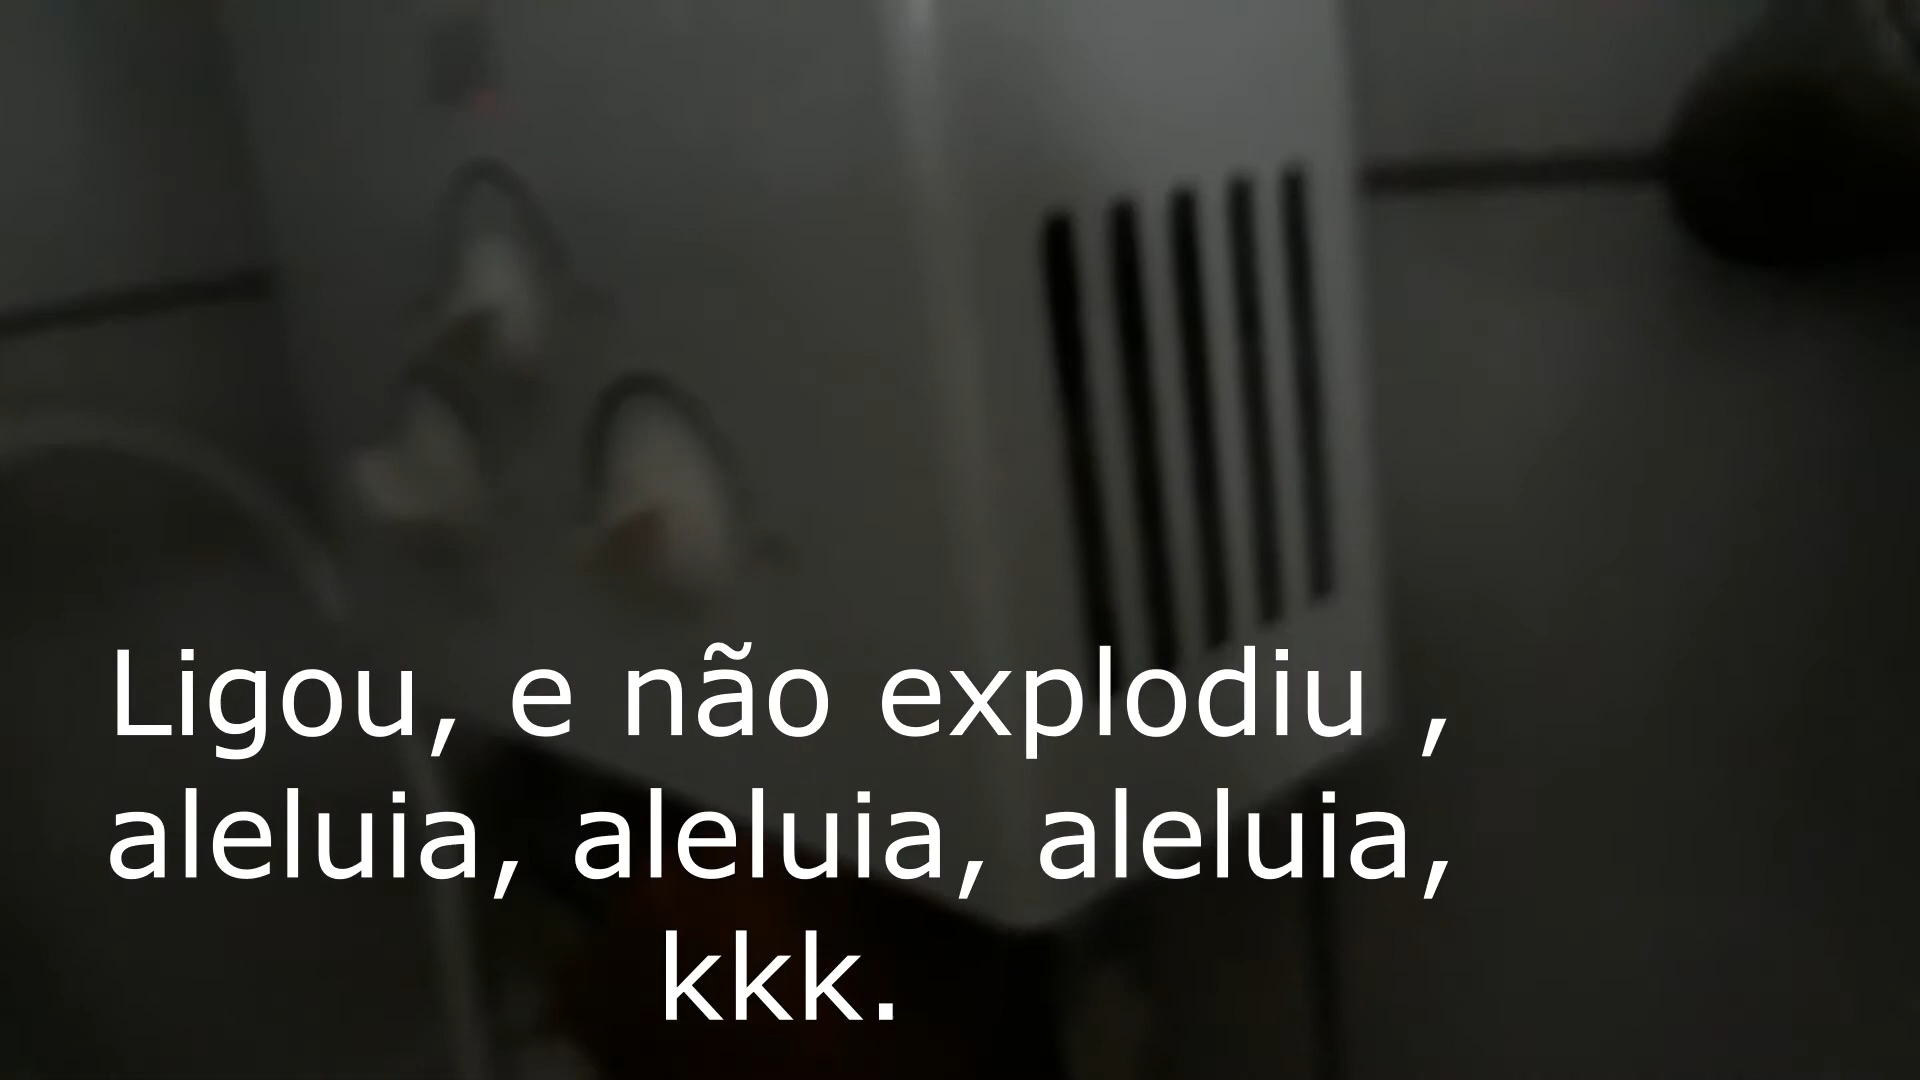 Ligou, e não explodiu ,
aleluia, aleluia, aleluia,
kkk.